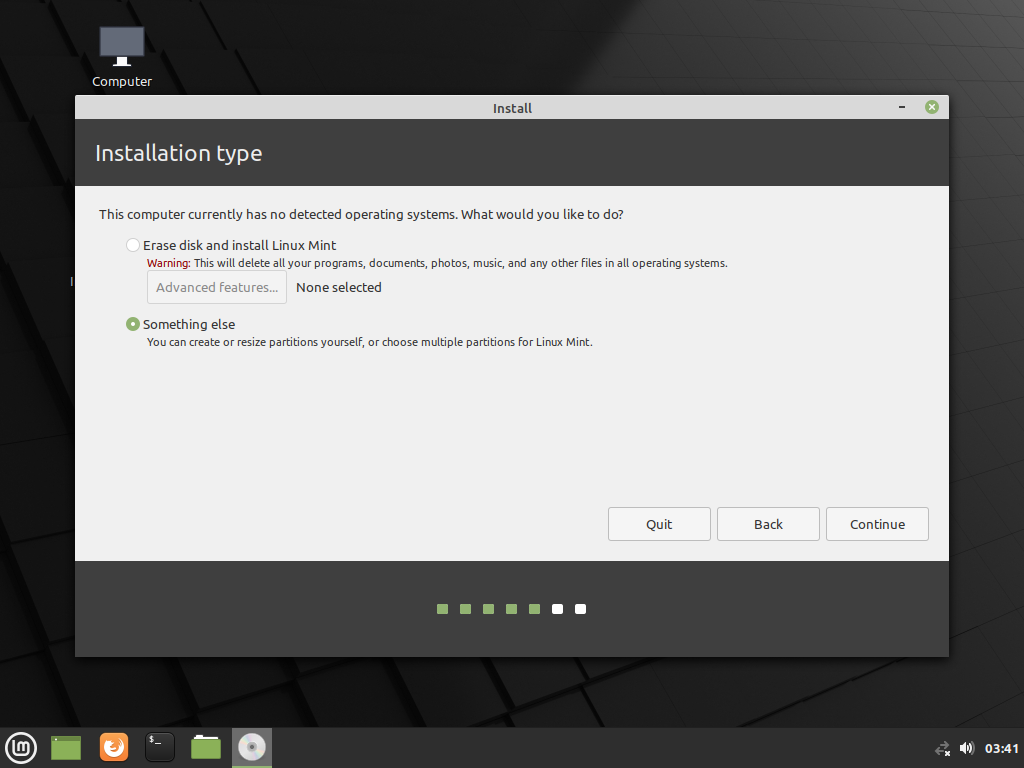 Computer
Install
Installation type
This computer currently has no detected operating systems. What would you like to do?
Erase disk and install Linux Mint
Warning: This will delete all your programs, documents, photos, music, and any other files in all operating systems.
Advanced features... None selected
Something else
You can create or resize partitions yourself, or choose multiple partitions for Linux Mint.
Quit Back Continue
$_
03:41